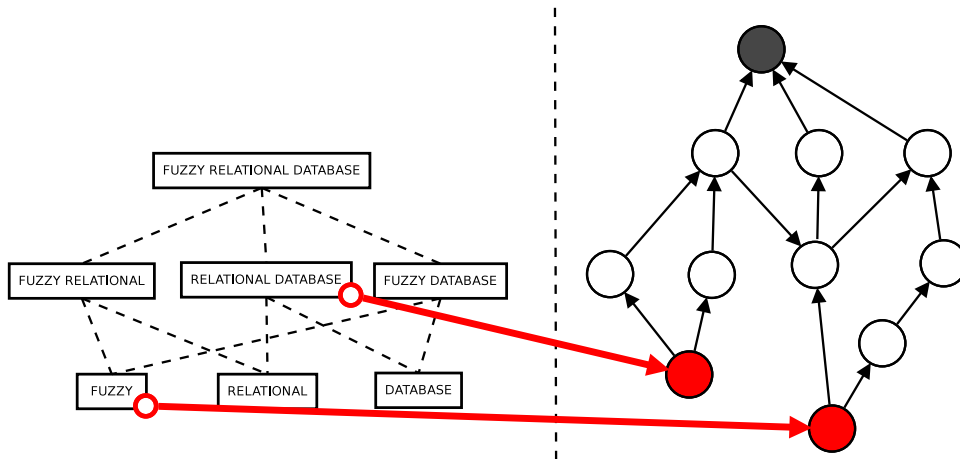 FUZZY RELATIONAL DATABASE
FUZZY RELATIONAL
RELATIONAL DATABASE
FUZZY DATABASE
FUZZY
RELATIONAL
DATABASE